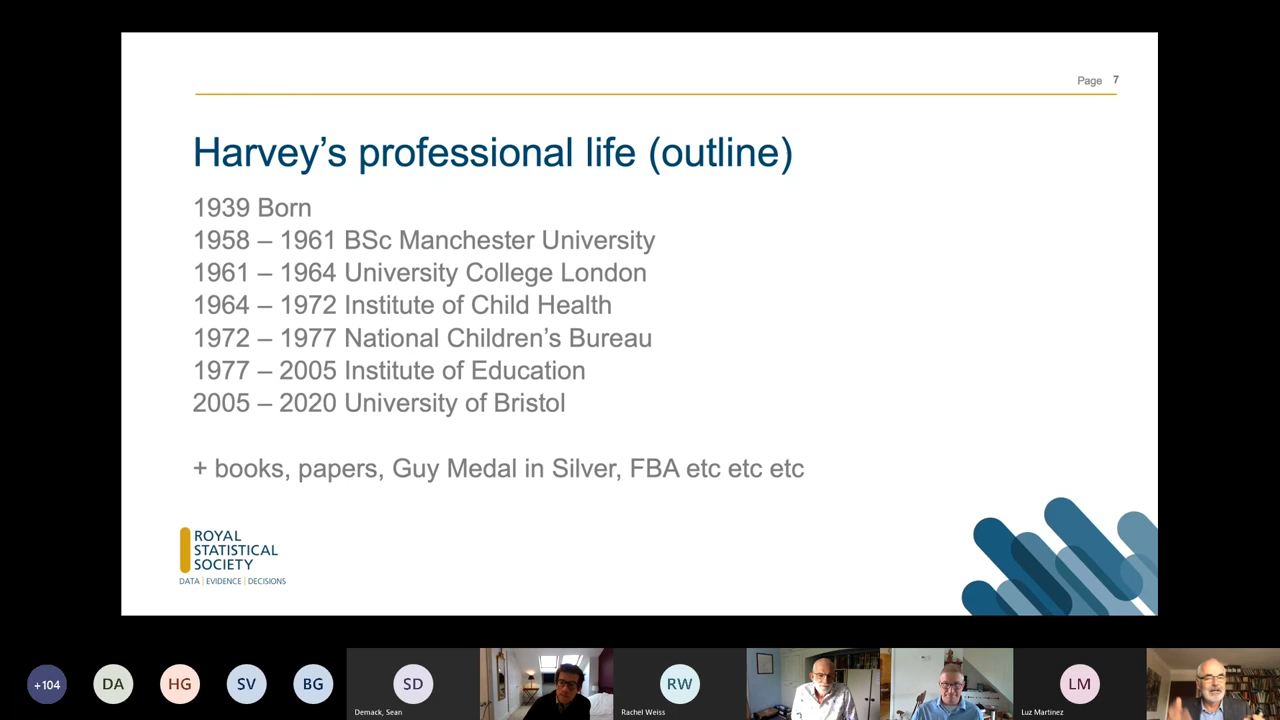 Page 7
Harvey’s professional life (outline)
1939 Born
1958 – 1961 BSc Manchester University
1961 – 1964 University College London
1964 – 1972 Institute of Child Health
1972 – 1977 National Children’s Bureau
1977 – 2005 Institute of Education
2005 – 2020 University of Bristol
+ books, papers, Guy Medal in Silver, FBA etc etc etc
ROYAL
STATISTICAL
SOCIETY
DATA | EVIDENCE | DECISIONS
+104
DA
HG
SV
BG
SD
Demack, Sean
RW
Rachel Weiss
LM
Luz Martinez